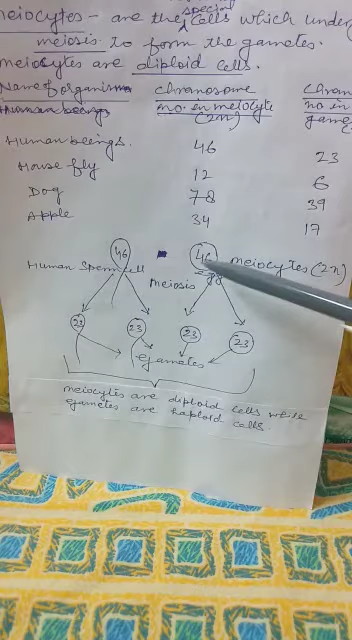 meiocytes - are the special cells which under
meiosis to form the gametes.
meiocytes are diploid cells.
Name of organism Chromosome Chrom
Human beings no. in meiocyte no in
(2n) game
Human beings. 46 23
House fly 12 6
Dog 78 39
Apple 34 17
46 46 meiocytes (2n)
Human Sperm cell egg
Meiosis
23 23 23 23
Gametes
meiocytes are diploid cells while
gametes are haploid cells.